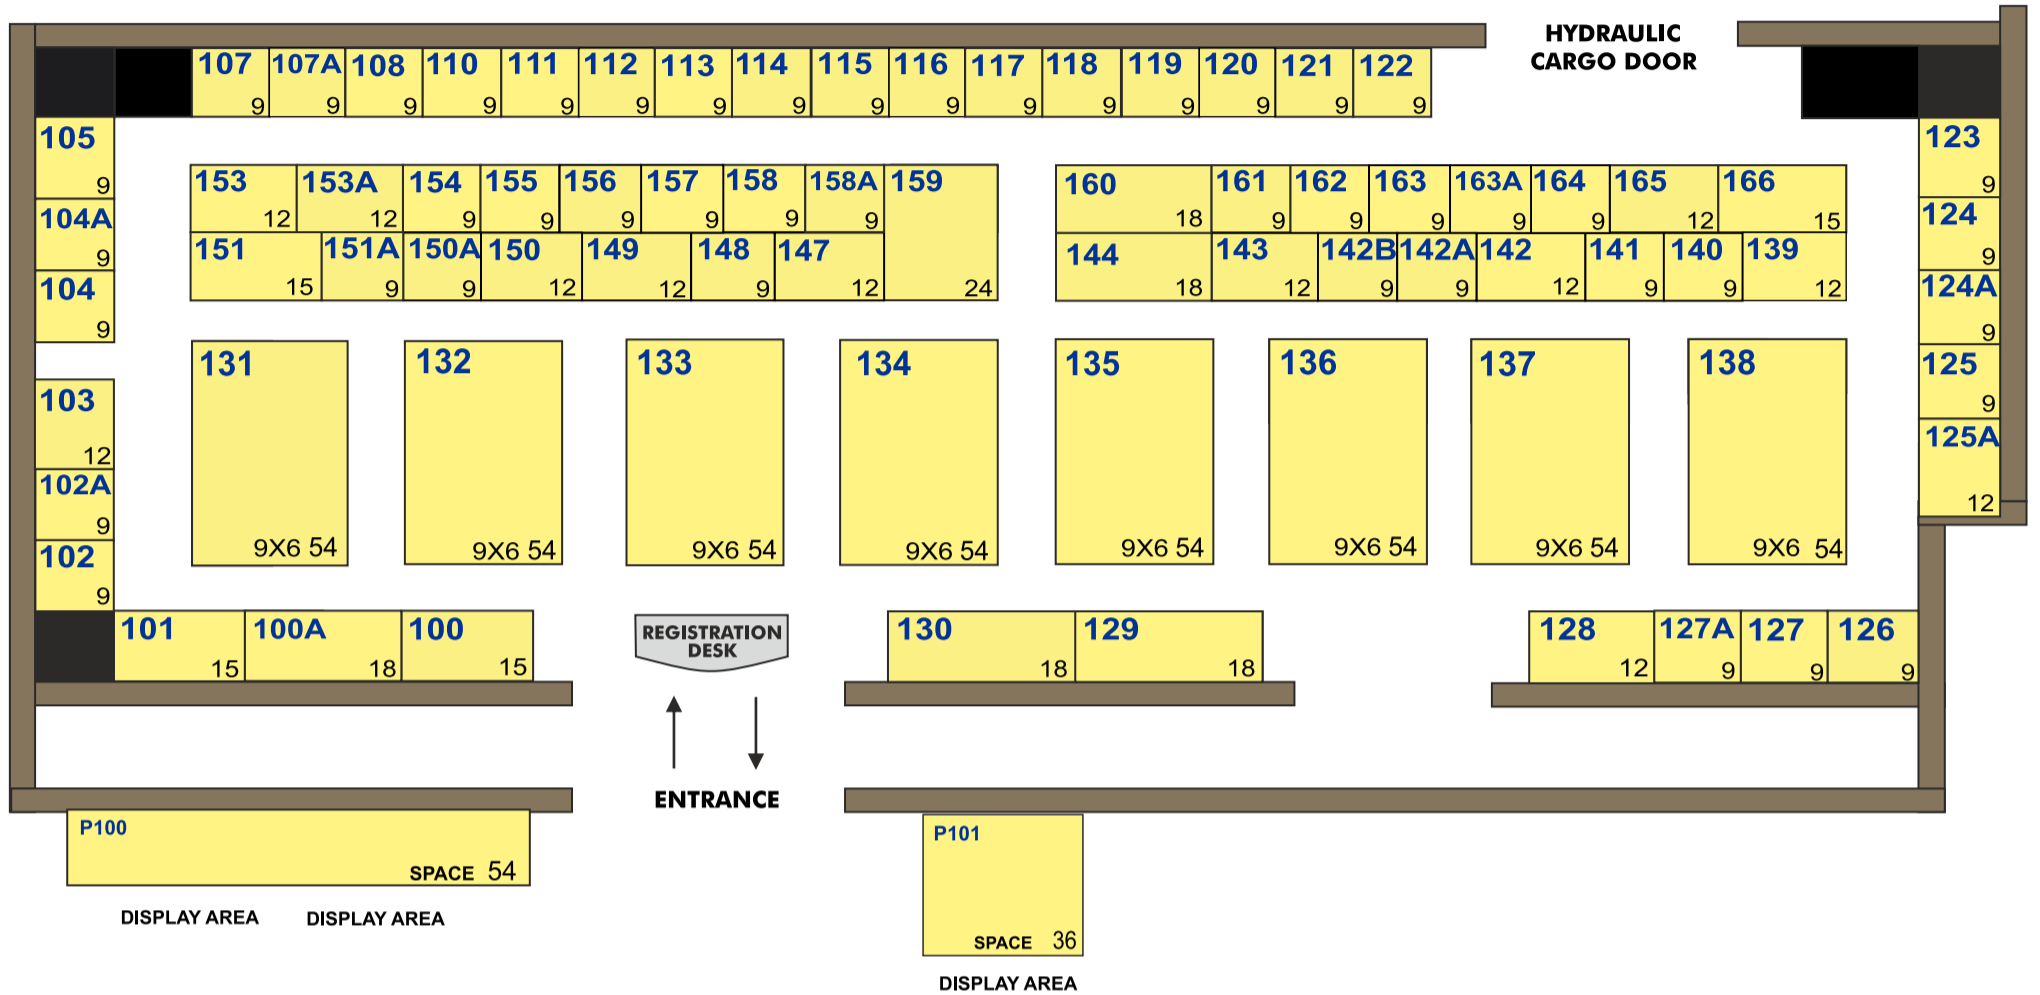 HYDRAULIC
CARGO DOOR
107 107A 108 110 111 112 113 114 115 116 117 118 119 120 121 122
9 9 9 9 9 9 9 9 9 9 9 9 9 9 9 9
105
9
104A
9
104
9
103
12
102A
9
102
9
153 153A 154 155 156 157 158 158A 159
12 12 9 9 9 9 9 9
151 151A 150A 150 149 148 147
15 9 9 12 12 9 12 24
160 161 162 163 163A 164 165 166
18 9 9 9 9 9 12 15
144 143 142B 142A 142 141 140 139
18 12 9 9 12 9 9 12
123
9
124
9
124A
9
125
9
125A
12
131 132 133 134 135 136 137 138
9X6 54 9X6 54 9X6 54 9X6 54 9X6 54 9X6 54 9X6 54 9X6 54
101 100A 100
15 18 15
REGISTRATION
DESK
130 129
18 18
128 127A 127 126
12 9 9 9
ENTRANCE
P100
SPACE 54
DISPLAY AREA DISPLAY AREA
P101
SPACE 36
DISPLAY AREA